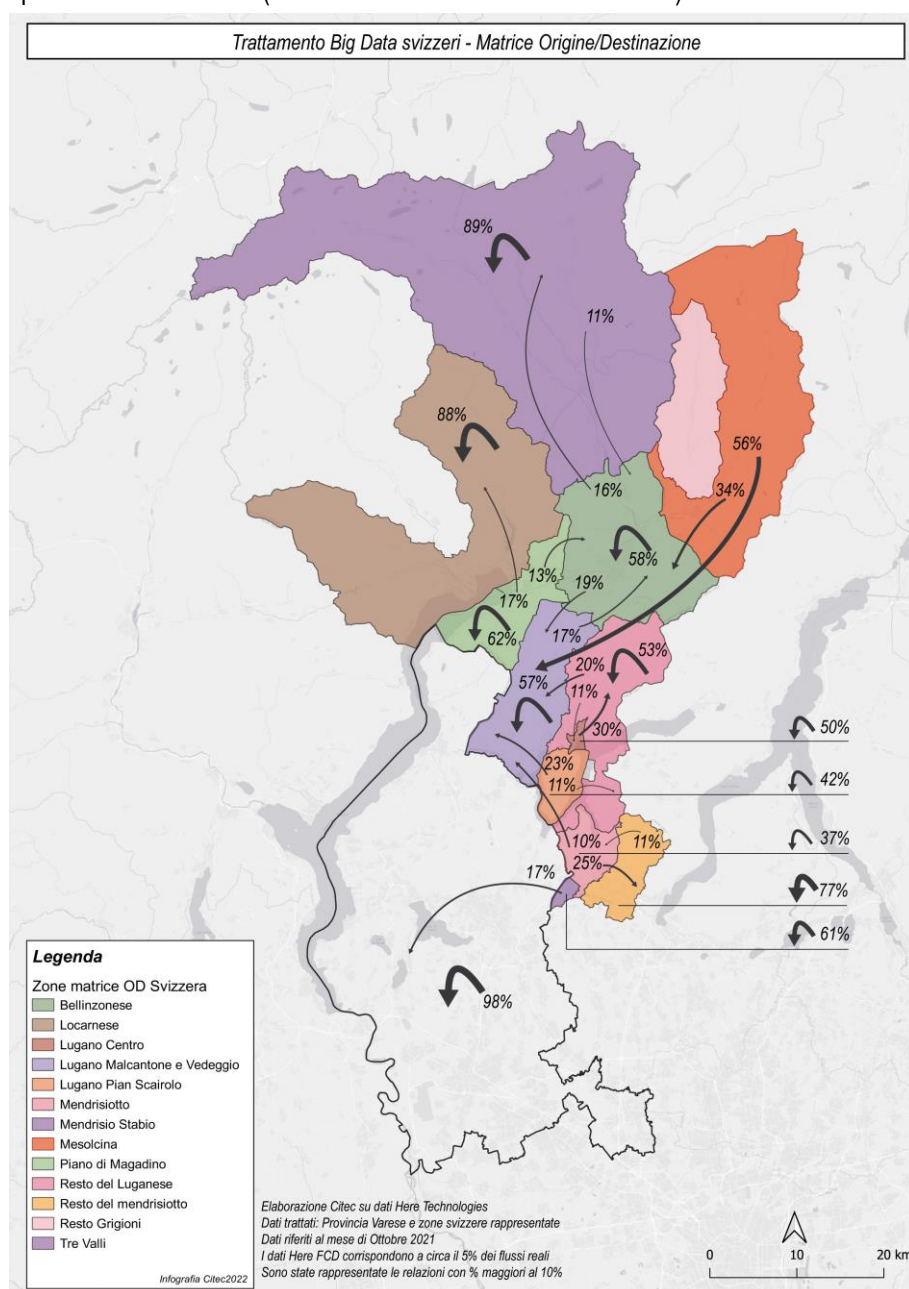 Trattamento Big Data svizzeri - Matrice Origine/Destinazione
89%
11%
88%
56%
16%
34%
58%
13%
19%
17%
62%
17%
53%
20%
57%
11%
30%
50%
23%
11%
42%
10%
11%
37%
25%
17%
77%
61%
98%
Legenda
Zone matrice OD Svizzera
Bellinzonese
Locarnese
Lugano Centro
Lugano Malcantone e Vedeggio
Lugano Pian Scairolo
Mendrisiotto
Mendrisio Stabio
Mesolcina
Piano di Magadino
Resto del Luganese
Resto del mendrisiotto
Resto Grigioni
Tre Valli
Infografia Citec2022
Elaborazione Citec su dati Here Technologies
Dati trattati: Provincia Varese e zone svizzere rappresentate
Dati riferiti al mese di Ottobre 2021
I dati Here FCD corrispondono a circa il 5% dei flussi reali
Sono state rappresentate le relazioni con % maggiori al 10%
0 10 20 km